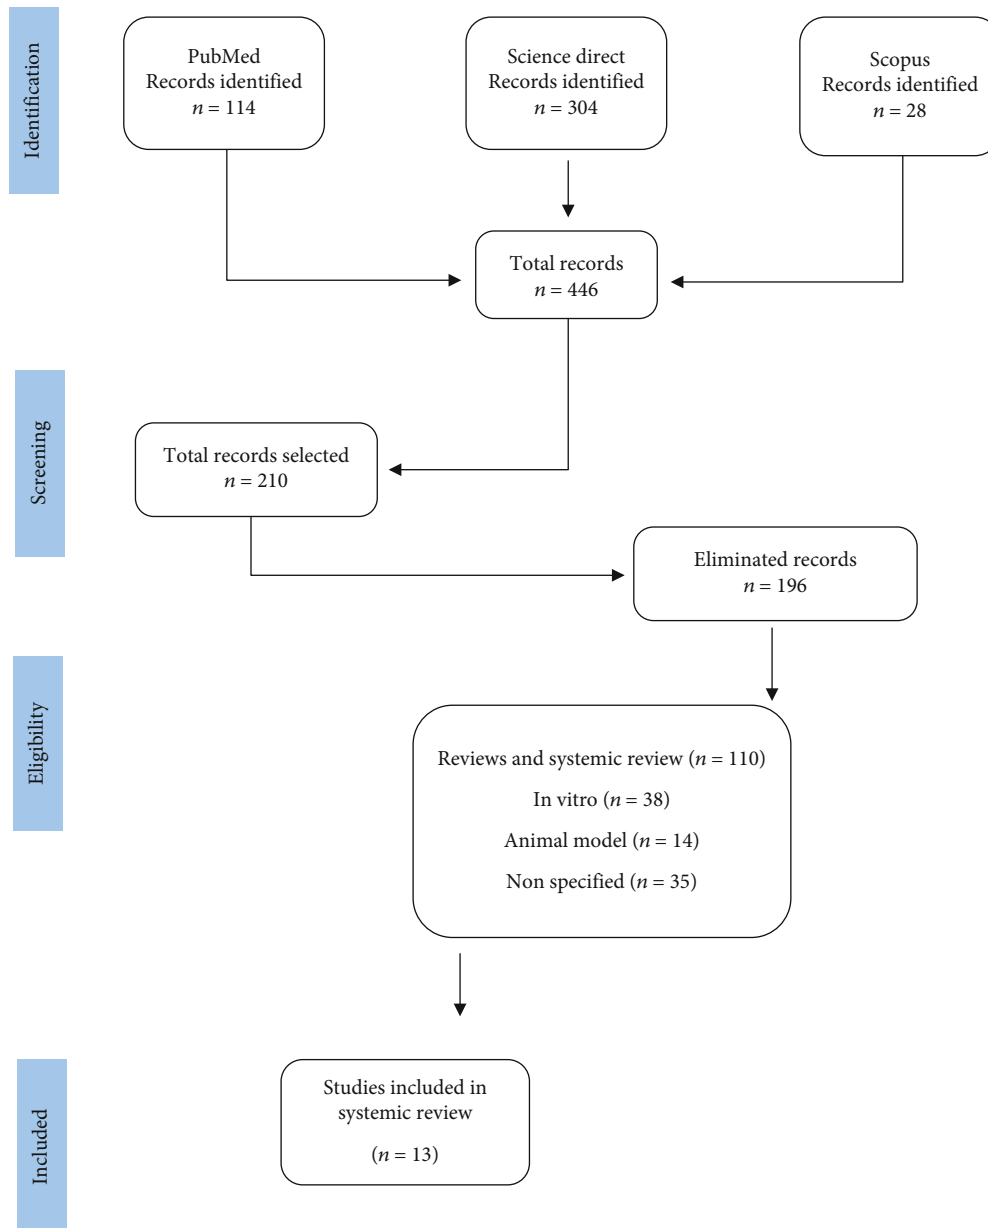 Identification
PubMed
Records identified
n = 114
Science direct
Records identified
n = 304
Scopus
Records identified
n = 28
Total records
n = 446
Screening
Total records selected
n = 210
Eliminated records
n = 196
Eligibility
Reviews and systemic review (n = 110)
In vitro (n = 38)
Animal model (n = 14)
Non specified (n = 35)
Included
Studies included in
systemic review
(n = 13)